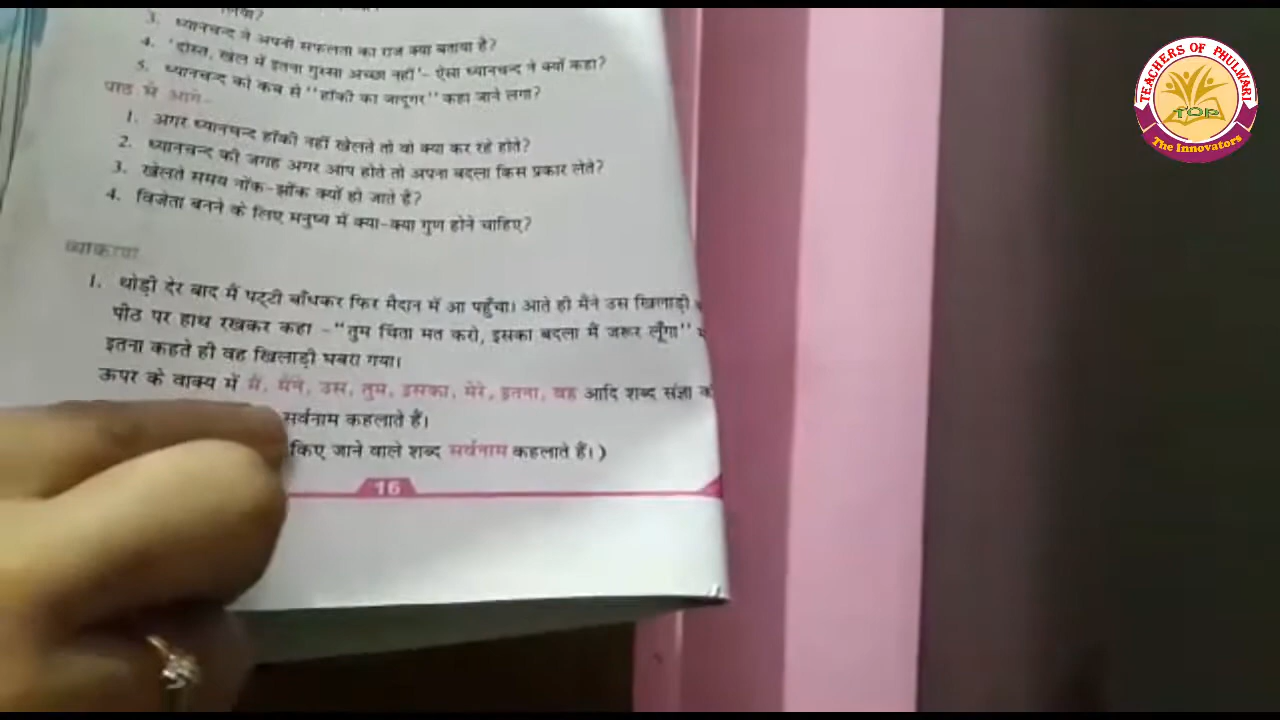 3. ध्यानचन्द ने अपनी सफलता का राज क्या बताया है?
4. 'दोस्त, खेल में इतना गुस्सा अच्छा नहीं'- ऐसा ध्यानचन्द ने क्यों कहा?
5. ध्यानचन्द को कब से "हॉकी का जादूगर" कहा जाने लगा?
पाठ से आगे-
1. अगर ध्यानचन्द हॉकी नहीं खेलते तो वो क्या कर रहे होते?
2. ध्यानचन्द की जगह अगर आप होते तो अपना बदला किस प्रकार लेते?
3. खेलते समय नोंक-झोंक क्यों हो जाते हैं?
4. विजेता बनने के लिए मनुष्य में क्या-क्या गुण होने चाहिए?
व्याकरण
1. थोड़ी देर बाद मैं पट्टी बाँधकर फिर मैदान में आ पहुँचा। आते ही मैंने उस खिलाड़ी
पीठ पर हाथ रखकर कहा -"तुम चिंता मत करो, इसका बदला मैं जरूर लूँगा"
इतना कहते ही वह खिलाड़ी घबरा गया।
ऊपर के वाक्य में मैं, मैंने, उस, तुम, इसका, मेरे, इतना, वह आदि शब्द संज्ञा
सर्वनाम कहलाते हैं।
किए जाने वाले शब्द सर्वनाम कहलाते हैं।)
16
TEACHERS OF PHULWARI
TOP
The Innovators